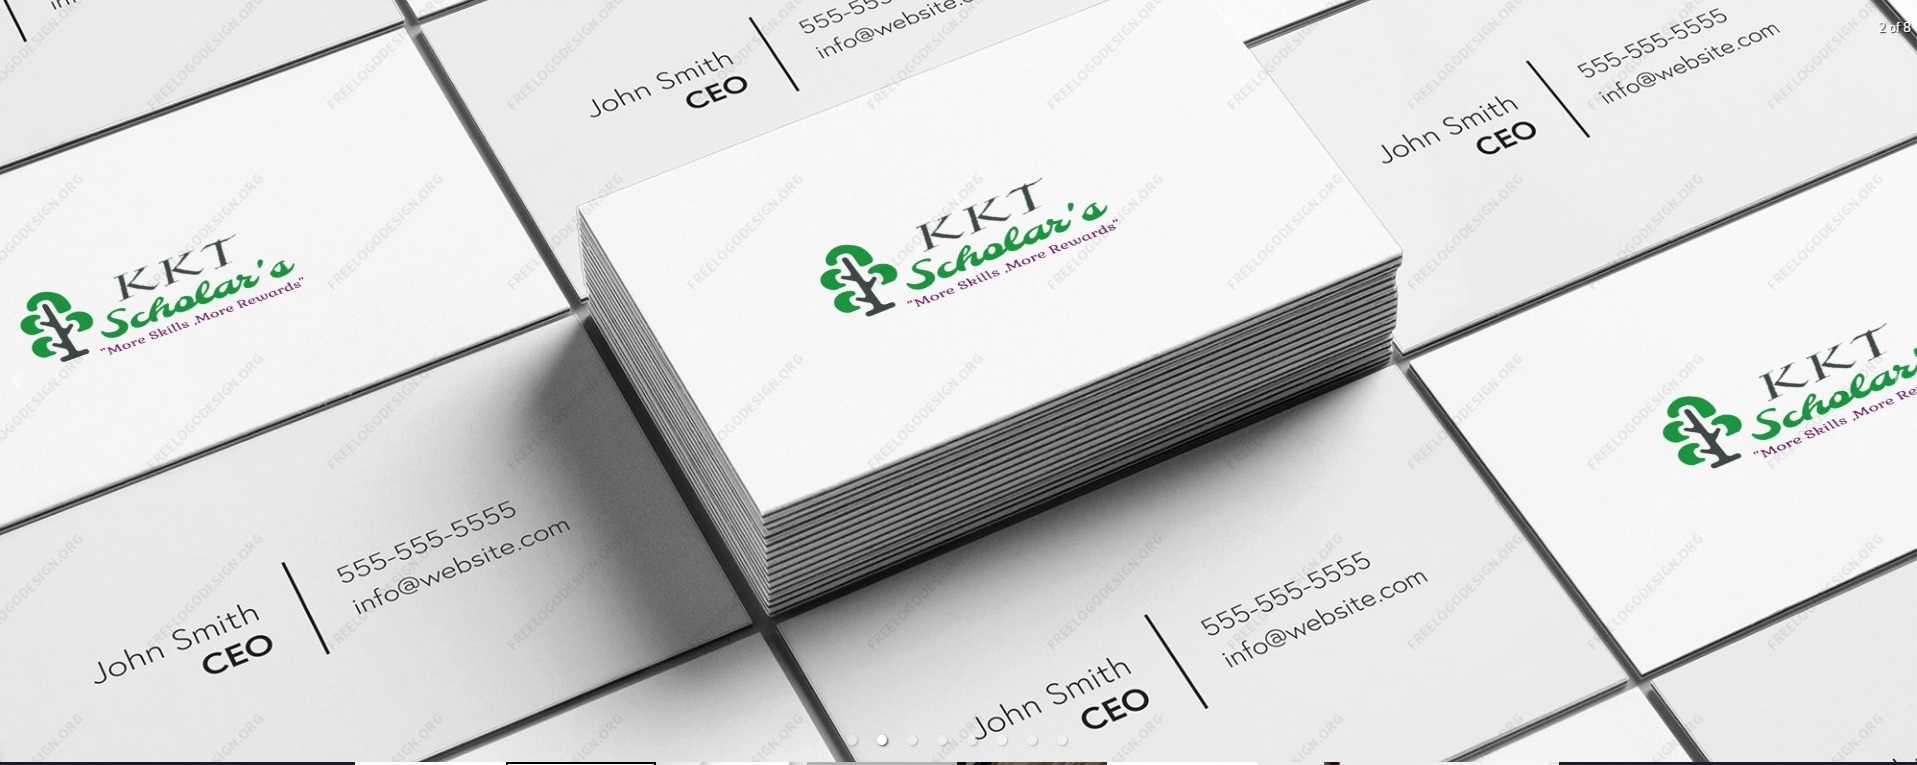 2 of 8
555-555-5555
info@website.com
John Smith
CEO
555-555-5555
info@website.com
John Smith
CEO
KKT
Scholar's
"More Skills ,More Rewards"
KKT
Scholar's
"More Skills ,More Rewards"
KKT
Scholar's
"More Skills ,More
555-555-5555
info@website.com
John Smith
CEO
555-555-5555
info@website.com
John Smith
CEO
FREELOGODESIGN.ORG